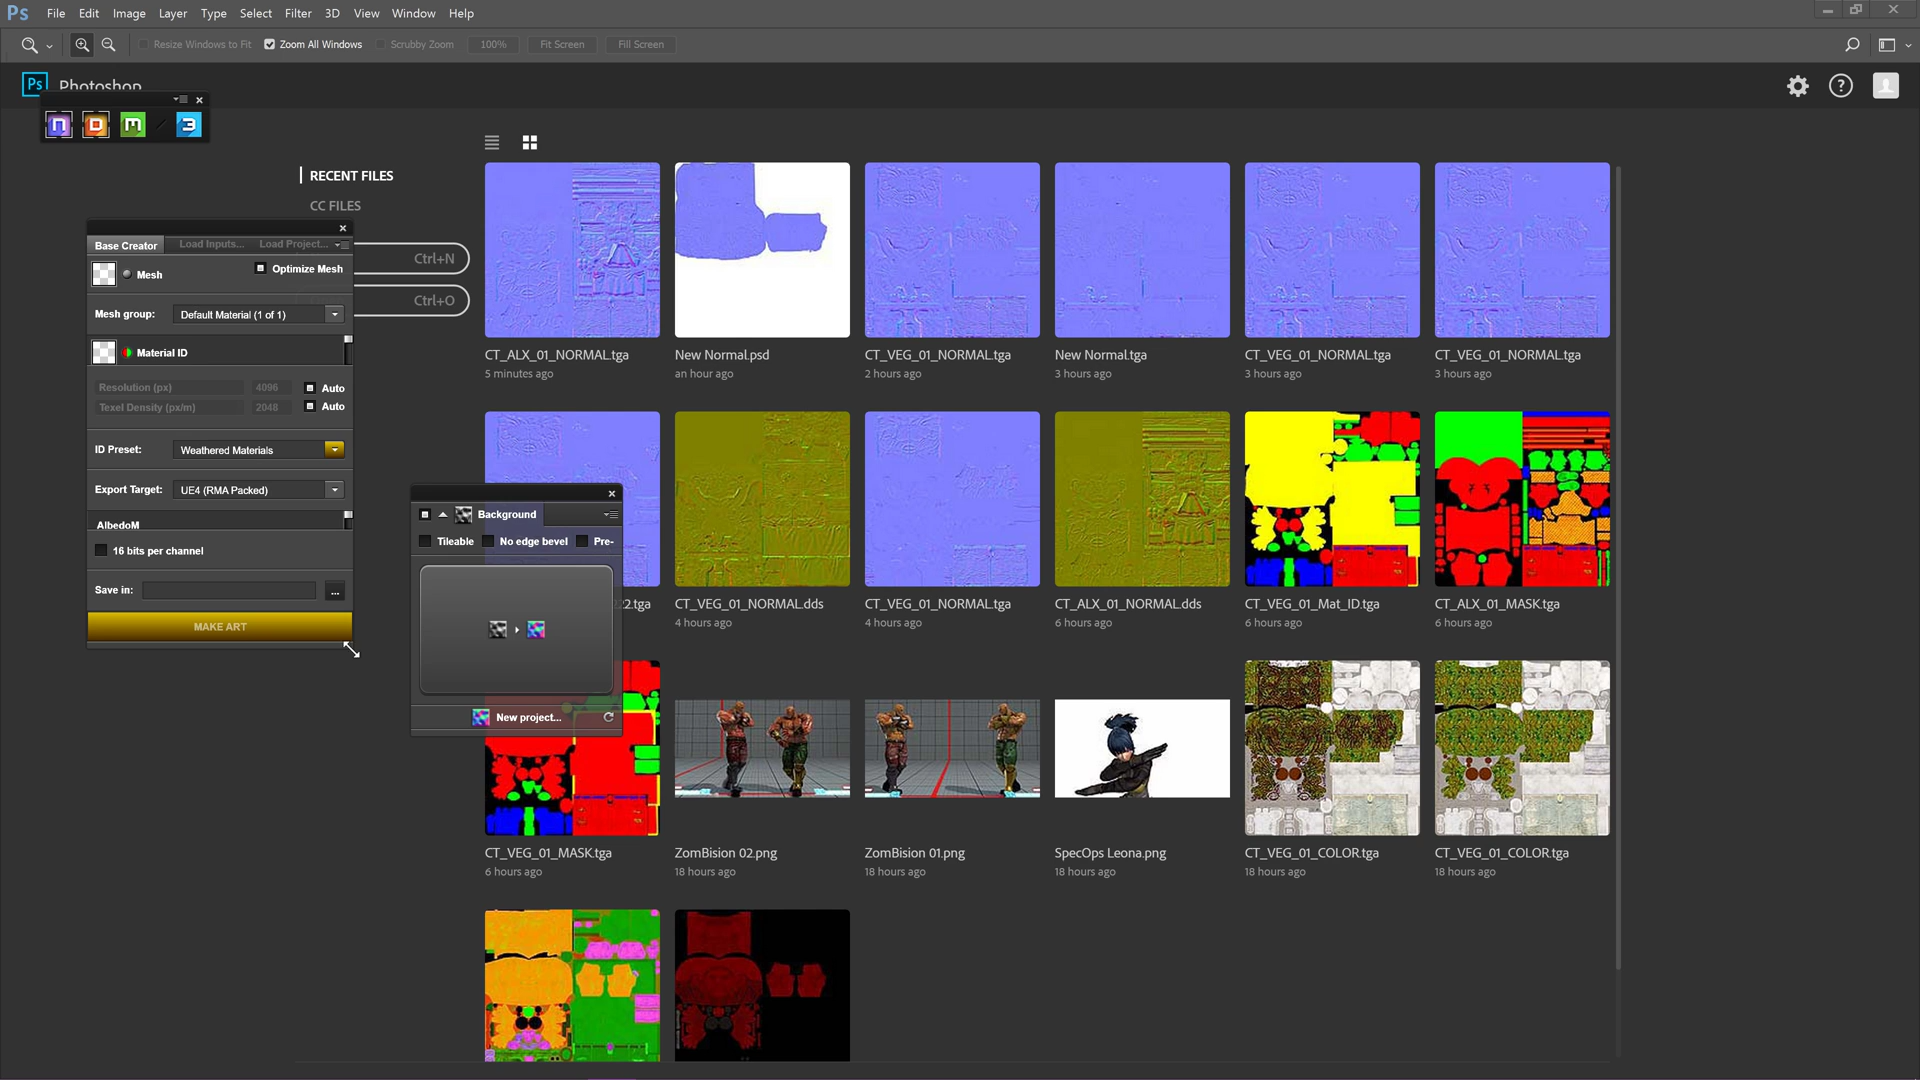 Ps File Edit Image Layer Type Select Filter 3D View Window Help
Resize Windows to Fit Zoom All Windows Scrubby Zoom 100% Fit Screen Fill Screen
Ps Photoshop
n D m 3
RECENT FILES
CC FILES
Ctrl+N
Ctrl+O
Base Creator Load Inputs... Load Project...
Mesh Optimize Mesh
Mesh group: Default Material (1 of 1)
Material ID
Resolution (px) 4096 Auto
Texel Density (px/m) 2048 Auto
ID Preset: Weathered Materials
Export Target: UE4 (RMA Packed)
AlbedoM
16 bits per channel
Save in: ...
MAKE ART
Background
Tileable No edge bevel Pre-
New project...
CT_ALX_01_NORMAL.tga
5 minutes ago
New Normal.psd
an hour ago
CT_VEG_01_NORMAL.tga
2 hours ago
New Normal.tga
3 hours ago
CT_VEG_01_NORMAL.tga
3 hours ago
CT_VEG_01_NORMAL.tga
3 hours ago
22.tga
CT_VEG_01_NORMAL.dds
4 hours ago
CT_VEG_01_NORMAL.tga
4 hours ago
CT_ALX_01_NORMAL.dds
6 hours ago
CT_VEG_01_Mat_ID.tga
6 hours ago
CT_ALX_01_MASK.tga
6 hours ago
CT_VEG_01_MASK.tga
6 hours ago
ZomBision 02.png
18 hours ago
ZomBision 01.png
18 hours ago
SpecOps Leona.png
18 hours ago
CT_VEG_01_COLOR.tga
18 hours ago
CT_VEG_01_COLOR.tga
18 hours ago